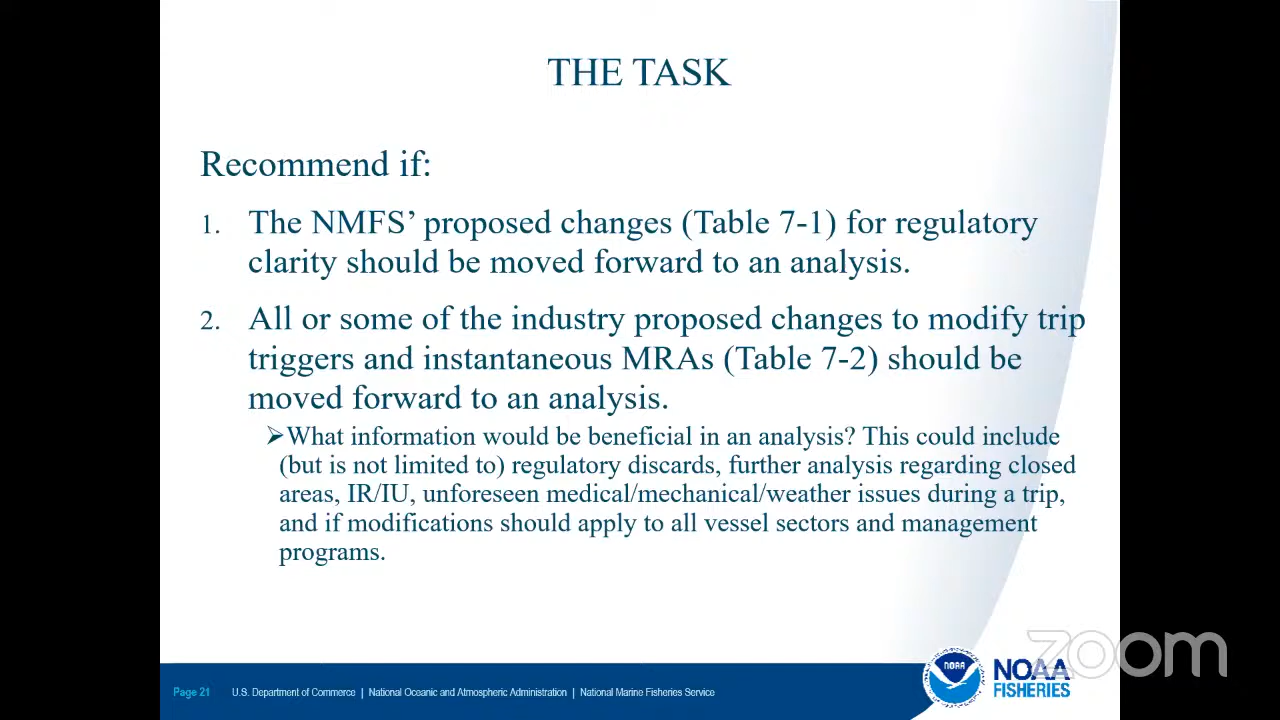 THE TASK
Recommend if:
1. The NMFS’ proposed changes (Table 7-1) for regulatory
clarity should be moved forward to an analysis.
2. All or some of the industry proposed changes to modify trip
triggers and instantaneous MRAs (Table 7-2) should be
moved forward to an analysis.
➢What information would be beneficial in an analysis? This could include
(but is not limited to) regulatory discards, further analysis regarding closed
areas, IR/IU, unforeseen medical/mechanical/weather issues during a trip,
and if modifications should apply to all vessel sectors and management
programs.
zoom
Page 21 U.S. Department of Commerce | National Oceanic and Atmospheric Administration | National Marine Fisheries Service
NOAA
NOAA
FISHERIES